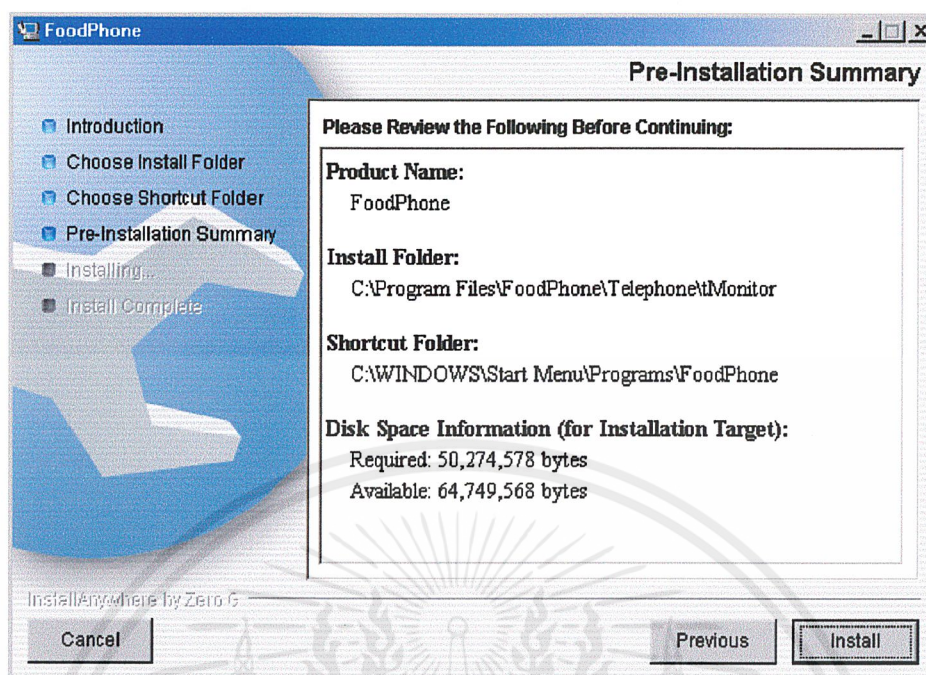 FoodPhone
Pre-Installation Summary
Introduction
Choose Install Folder
Choose Shortcut Folder
Pre-Installation Summary
Installing...
Install Complete
Please Review the Following Before Continuing:
Product Name:
FoodPhone
Install Folder:
C:\Program Files\FoodPhone\Telephone\tMonitor
Shortcut Folder:
C:\WINDOWS\Start Menu\Programs\FoodPhone
Disk Space Information (for Installation Target):
Required: 50,274,578 bytes
Available: 64,749,568 bytes
InstallAnywhere by Zero G
Cancel
Previous
Install